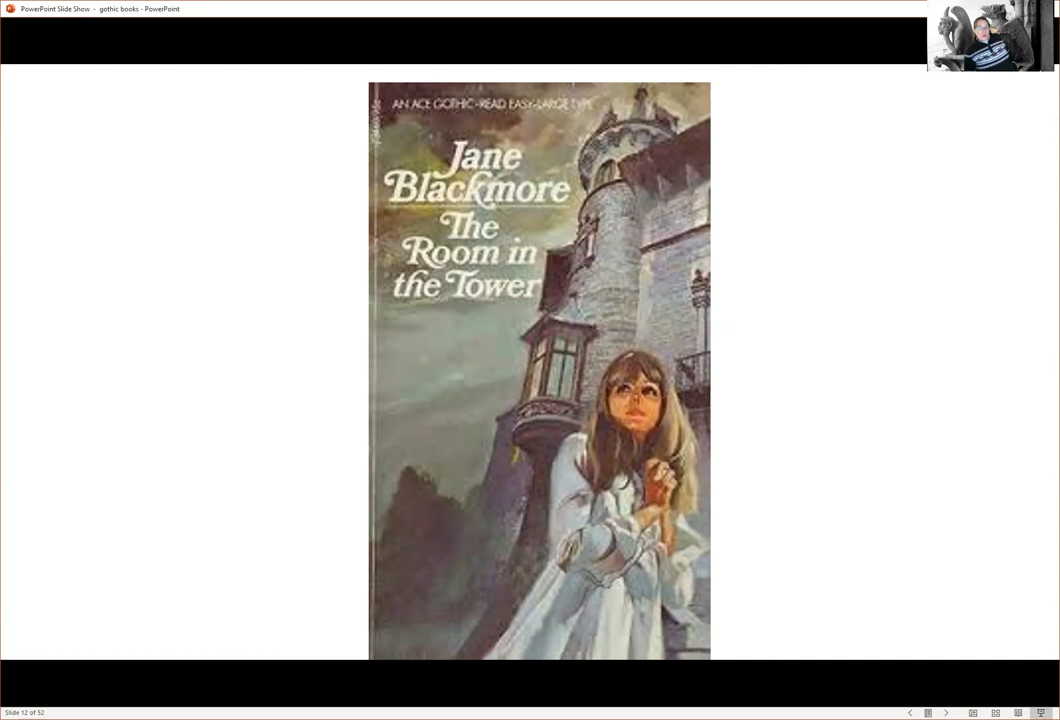 PowerPoint Slide Show - gothic books - PowerPoint
AN ACE GOTHIC-READ EASY-LARGE TYPE
Jane
Blackmore
The
Room in
the Tower
Slide 12 of 52